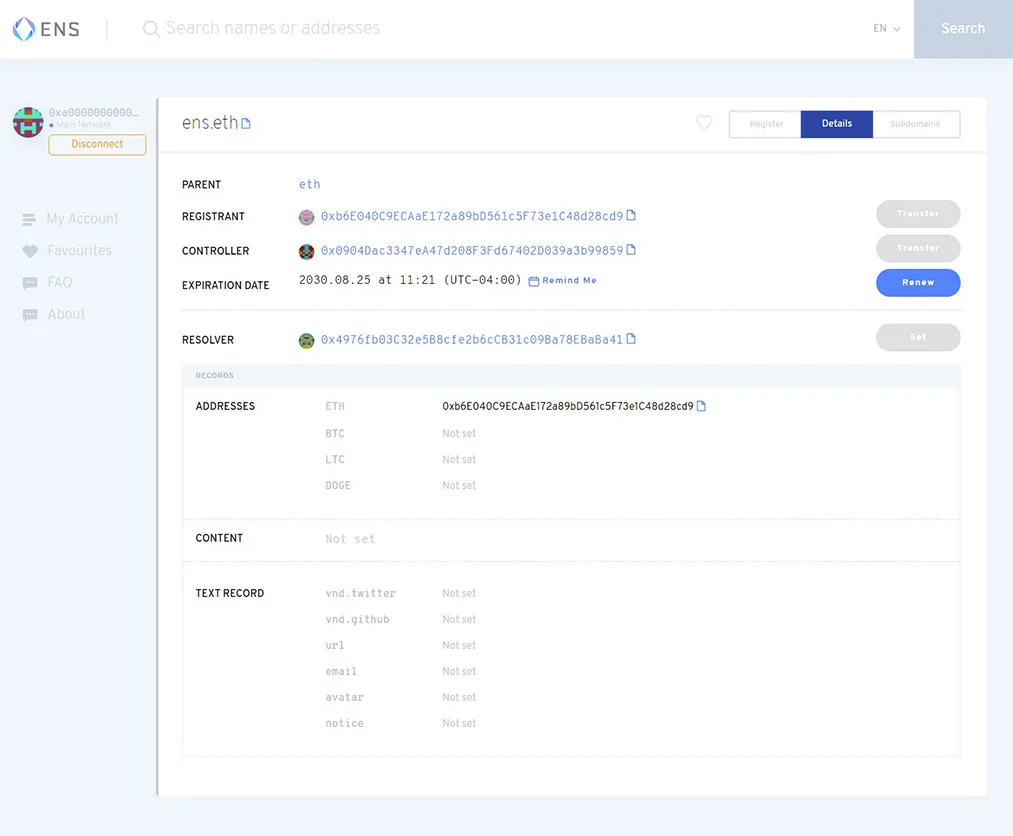 ENS
Search names or addresses
EN
Search
0xa0000000000...
Main Network
Disconnect
My Account
Favourites
FAQ
About
ens.eth
Register
Details
Subdomains
PARENT eth
REGISTRANT 0xb6E040C9ECAaE172a89bD561c5F73e1C48d28cd9 Transfer
CONTROLLER 0x0904Dac3347eA47d208F3Fd67402D039a3b99859 Transfer
EXPIRATION DATE 2030.08.25 at 11:21 (UTC-04:00) Remind Me Renew
RESOLVER 0x4976fb03C32e5B8cfe2b6cCB31c09Ba78EBaBa41 Set
RECORDS
ADDRESSES ETH 0xb6E040C9ECAaE172a89bD561c5F73e1C48d28cd9
BTC Not set
LTC Not set
DOGE Not set
CONTENT Not set
TEXT RECORD vnd.twitter Not set
vnd.github Not set
url Not set
email Not set
avatar Not set
notice Not set